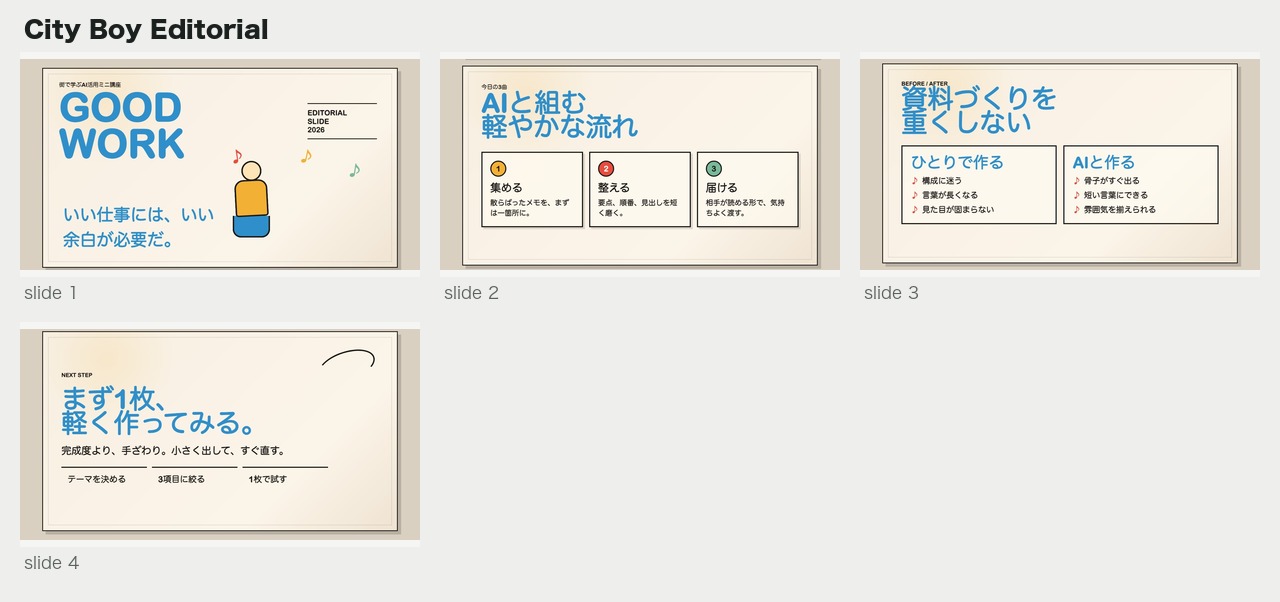 City Boy Editorial
街で学ぶAI活用ミニ講座
GOOD
WORK
EDITORIAL
SLIDE
2026
いい仕事には、いい
余白が必要だ。
slide 1
今日の3曲
AIと組む
軽やかな流れ
1
集める
散らばったメモを、まず
は一箇所に。
2
整える
要点、順番、見出しを短
く磨く。
3
届ける
相手が読める形で、気持
ちよく渡す。
slide 2
BEFORE / AFTER
資料づくりを
重くしない
ひとりで作る
構成に迷う
言葉が長くなる
見た目が固まらない
AIと作る
骨子がすぐ出る
短い言葉にできる
雰囲気を揃えられる
slide 3
NEXT STEP
まず1枚、
軽く作ってみる。
完成度より、手ざわり。小さく出して、すぐ直す。
テーマを決める
3項目に絞る
1枚で試す
slide 4